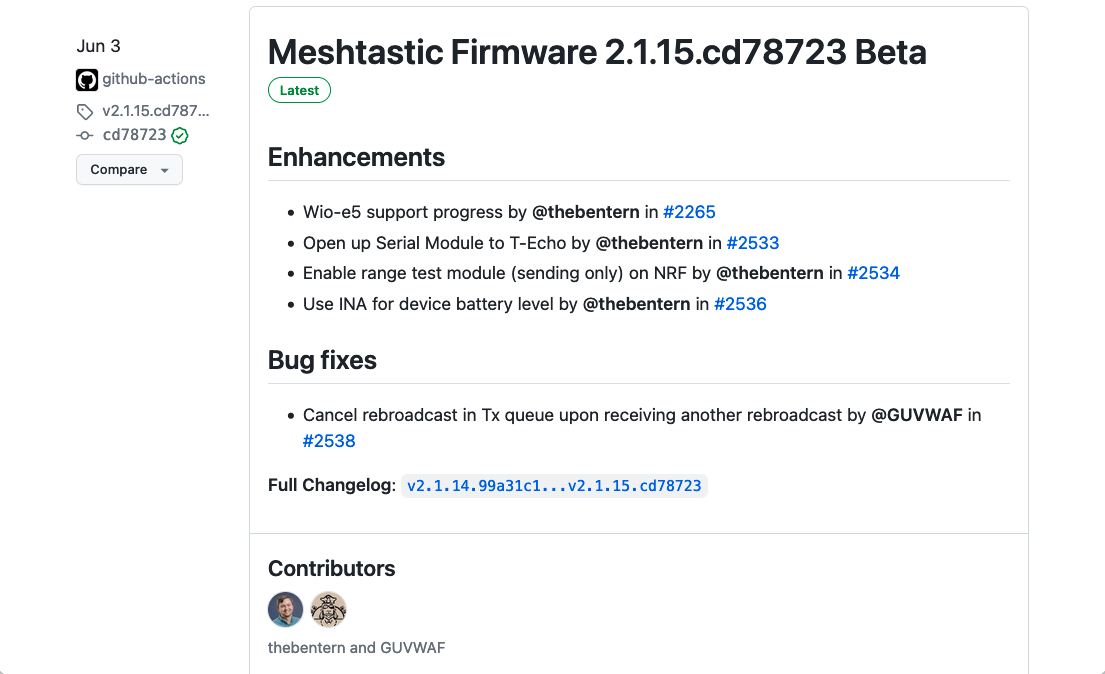 Jun 3
github-actions
v2.1.15.cd787...
cd78723
Compare
Meshtastic Firmware 2.1.15.cd78723 Beta
Latest
Enhancements
Wio-e5 support progress by @thebentern in #2265
Open up Serial Module to T-Echo by @thebentern in #2533
Enable range test module (sending only) on NRF by @thebentern in #2534
Use INA for device battery level by @thebentern in #2536
Bug fixes
Cancel rebroadcast in Tx queue upon receiving another rebroadcast by @GUVWAF in
#2538
Full Changelog: v2.1.14.99a31c1...v2.1.15.cd78723
Contributors
thebentern and GUVWAF